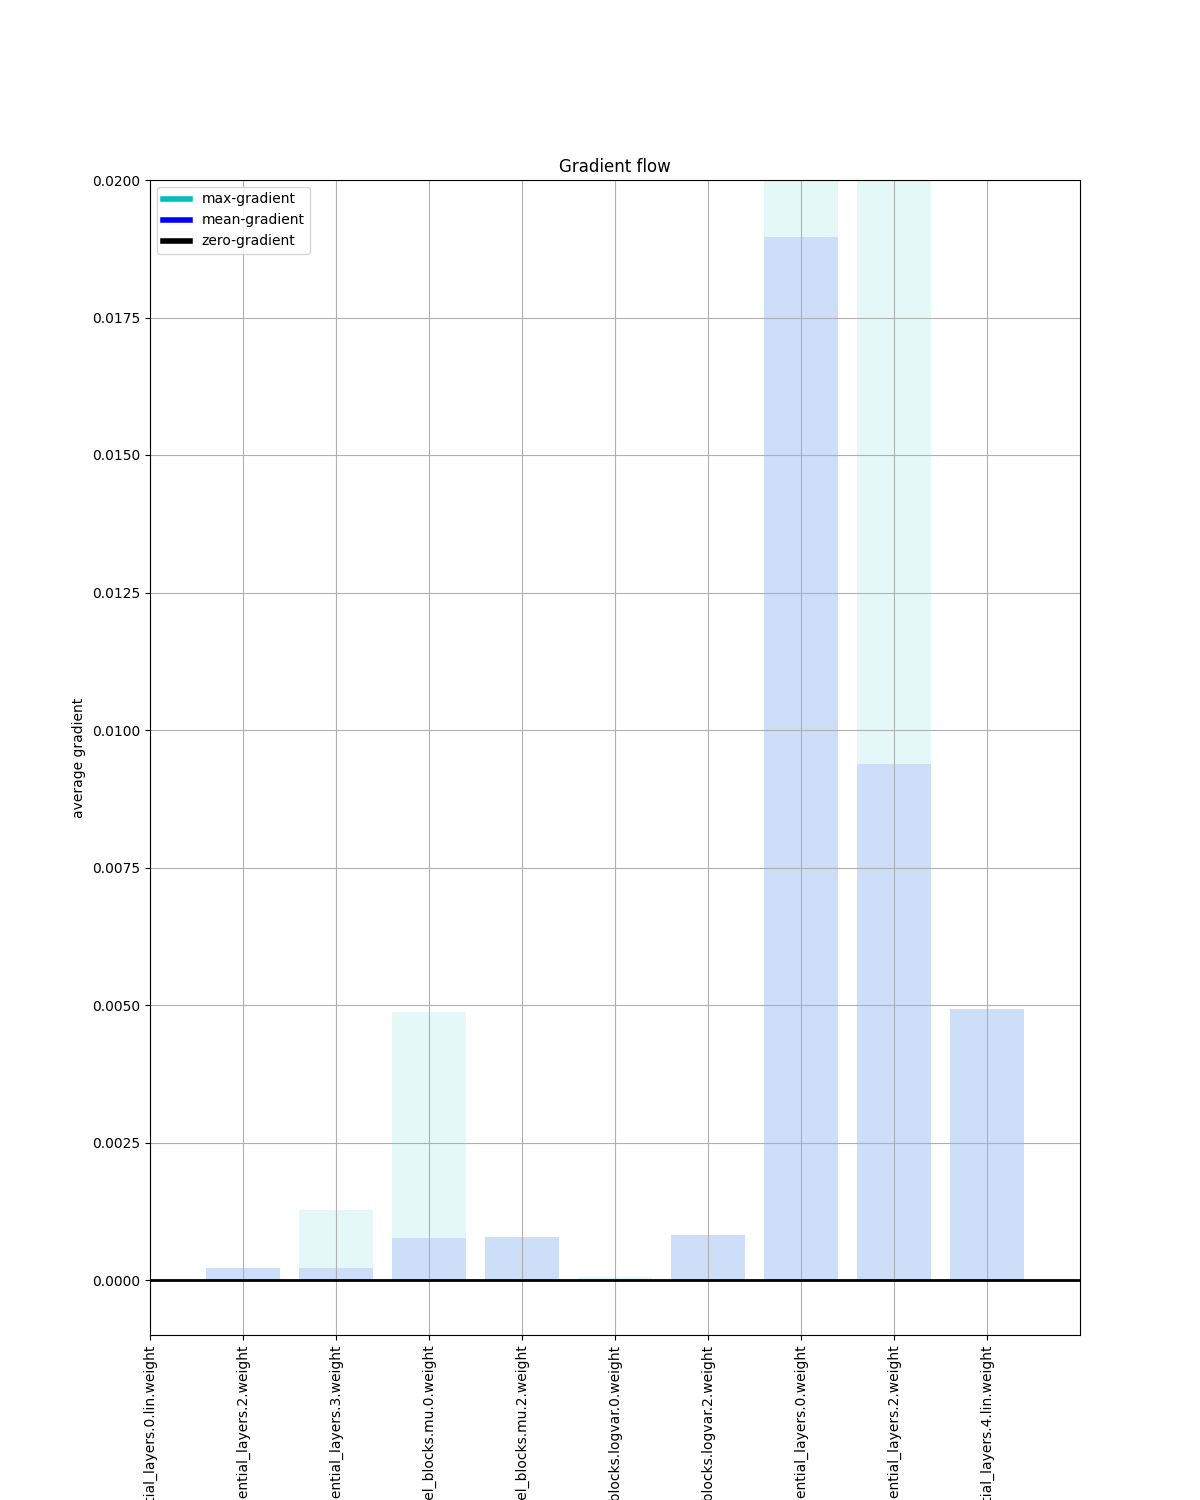 Gradient flow
max-gradient
mean-gradient
zero-gradient
0.0200
0.0175
0.0150
0.0125
0.0100
0.0075
0.0050
0.0025
0.0000
average gradient
tial_layers.0.lin.weight
ential_layers.2.weight
ential_layers.3.weight
el_blocks.mu.0.weight
el_blocks.mu.2.weight
blocks.logvar.0.weight
blocks.logvar.2.weight
ential_layers.0.weight
ential_layers.2.weight
tial_layers.4.lin.weight